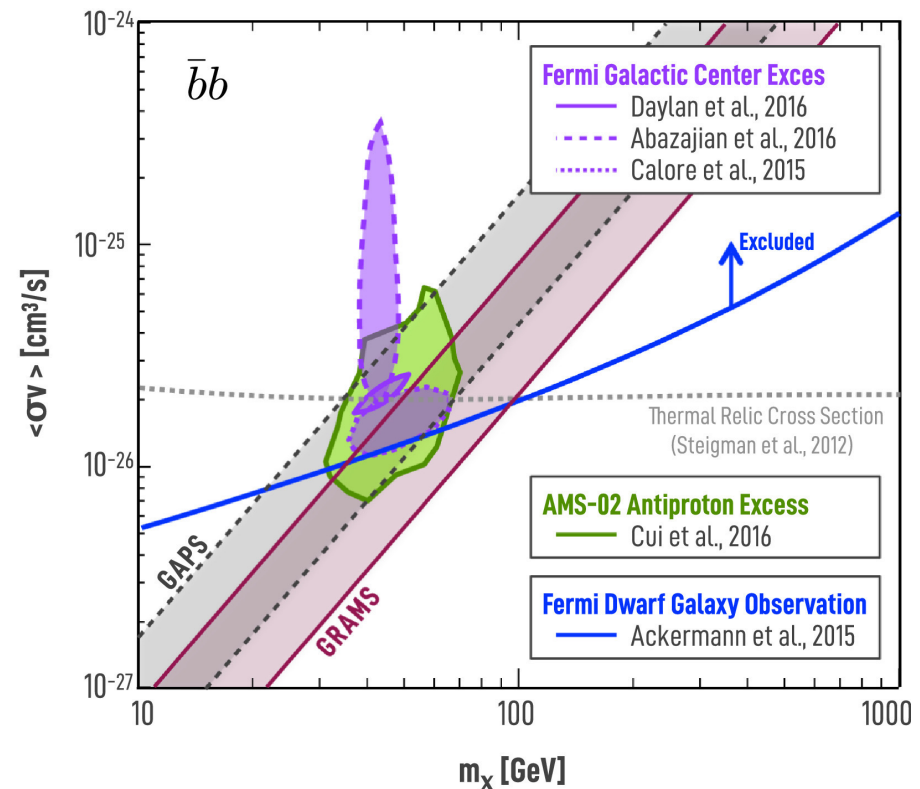 10⁻²⁴
10⁻²⁵
10⁻²⁶
10⁻²⁷
<σv> [cm³/s]
b̄b
Fermi Galactic Center Exces
Daylan et al., 2016
Abazajian et al., 2016
Calore et al., 2015
Excluded
Thermal Relic Cross Section
(Steigman et al., 2012)
AMS-02 Antiproton Excess
Cui et al., 2016
Fermi Dwarf Galaxy Observation
Ackermann et al., 2015
GAPS
GRAMS
10
100
1000
mχ [GeV]